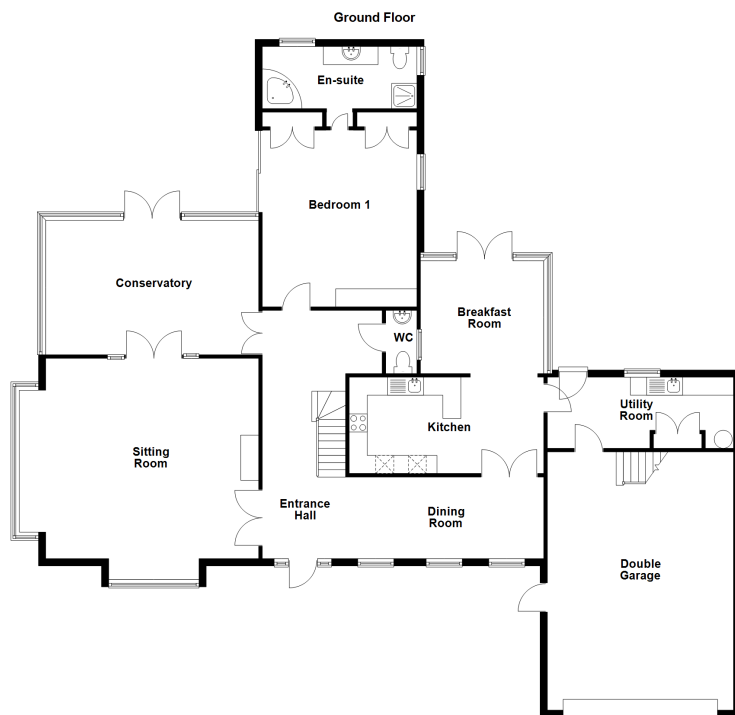 Ground Floor
En-suite
Bedroom 1
Conservatory
Breakfast
Room
WC
Utility
Room
Kitchen
Sitting
Room
Entrance
Hall
Dining
Room
Double
Garage